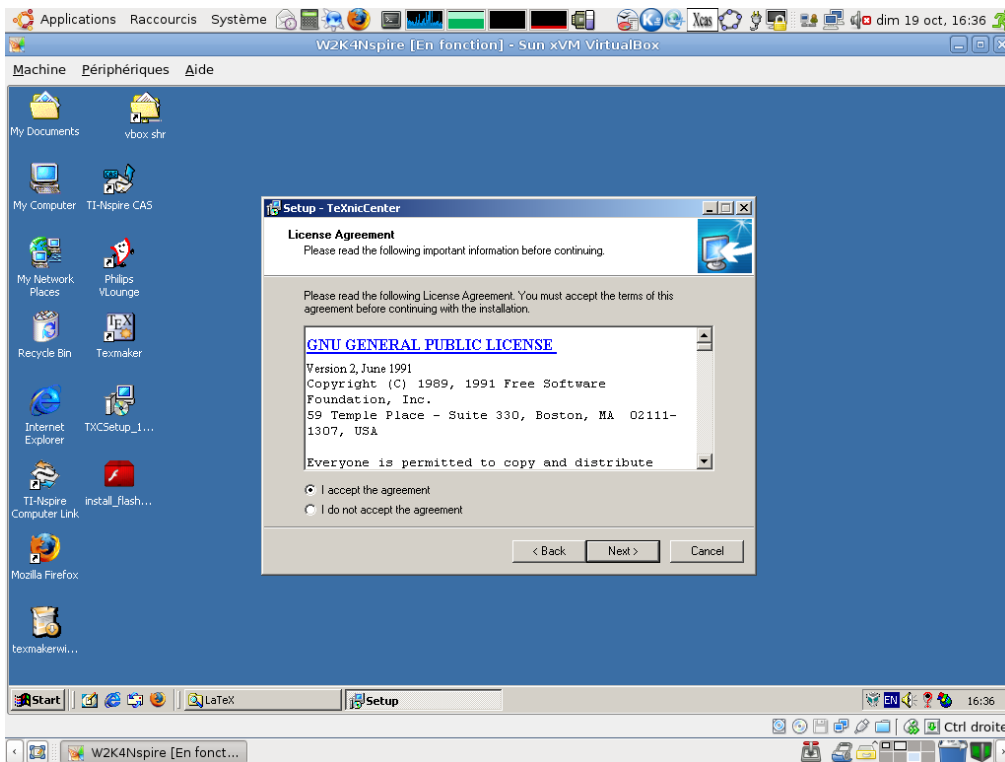 Applications Raccourcis Système
Xcas
dim 19 oct, 16:36
W2K4Nspire [En fonction] - Sun xVM VirtualBox
Machine Périphériques Aide
My Documents
vbox shr
My Computer
TI-Nspire CAS
My Network
Places
Philips
VLounge
Recycle Bin
TEX
Texmaker
Internet
Explorer
TXCSetup_1...
TI-Nspire
Computer Link
install_flash...
Mozilla Firefox
texmakerwi...
Setup - TeXnicCenter
License Agreement
Please read the following important information before continuing.
Please read the following License Agreement. You must accept the terms of this
agreement before continuing with the installation.
GNU GENERAL PUBLIC LICENSE
Version 2, June 1991
Copyright (C) 1989, 1991 Free Software
Foundation, Inc.
59 Temple Place - Suite 330, Boston, MA 02111-
1307, USA
Everyone is permitted to copy and distribute
I accept the agreement
I do not accept the agreement
< Back
Next >
Cancel
Start
LaTeX
Setup
EN
16:36
Ctrl droite
W2K4Nspire [En fonct...